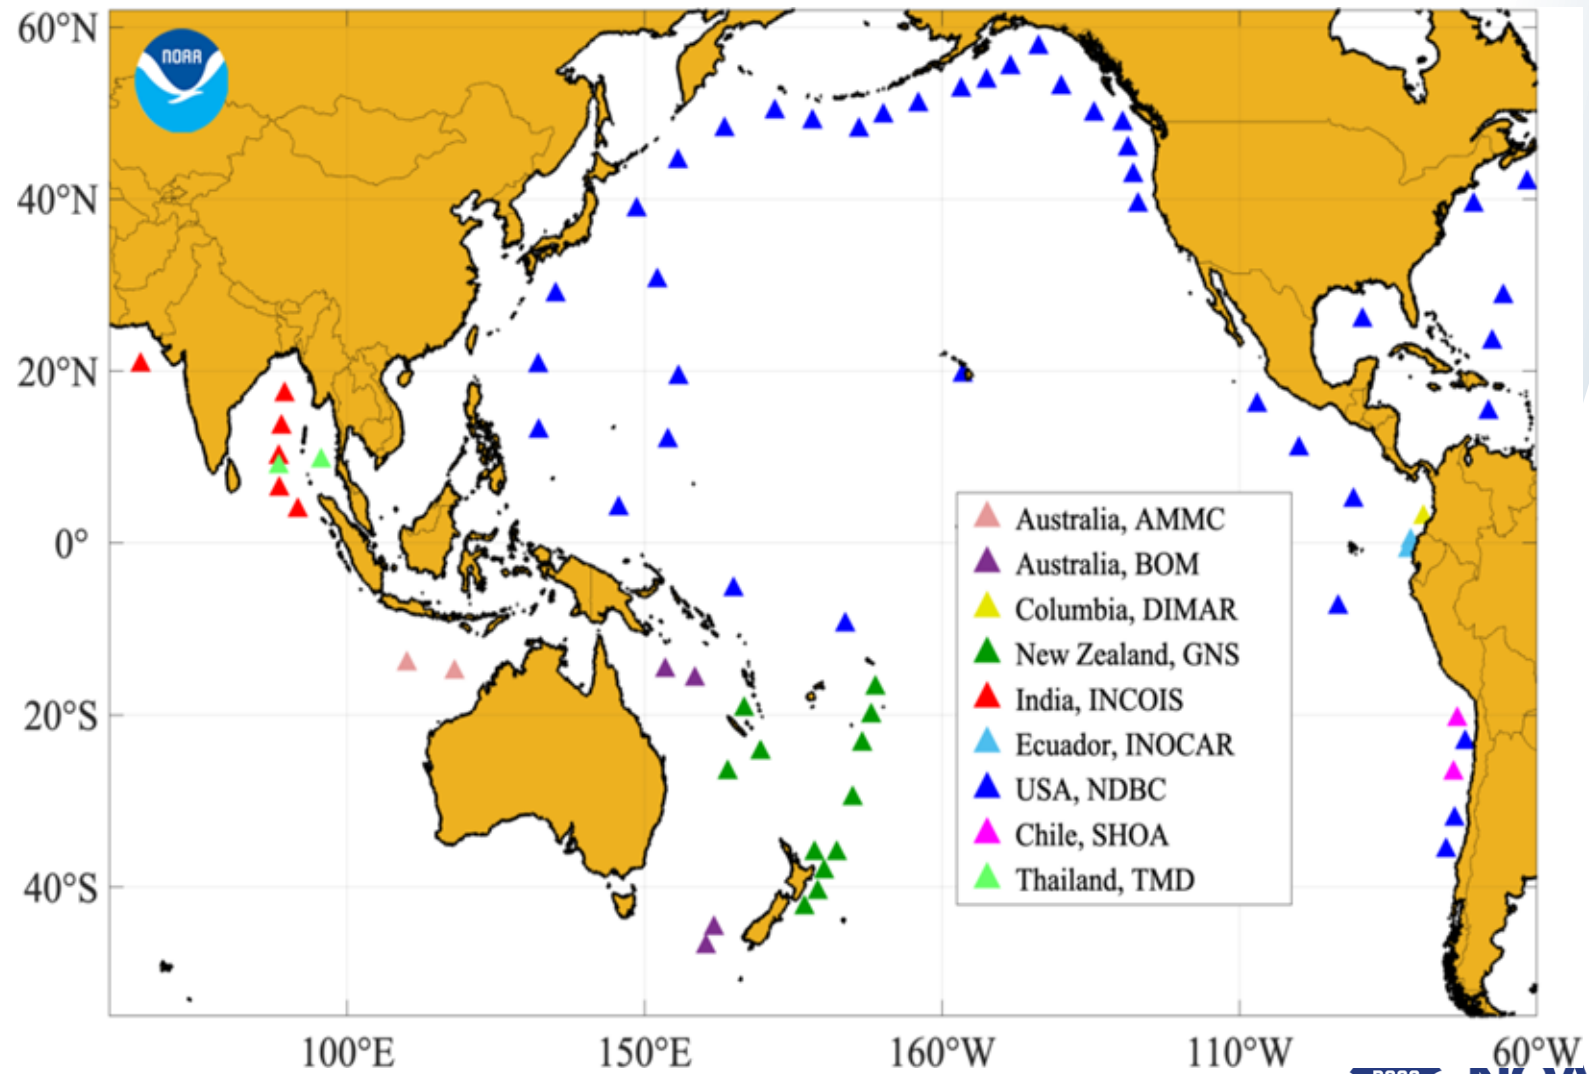 60°N
40°N
20°N
0°
20°S
40°S
NOAA
Australia, AMMC
Australia, BOM
Columbia, DIMAR
New Zealand, GNS
India, INCOIS
Ecuador, INOCAR
USA, NDBC
Chile, SHOA
Thailand, TMD
100°E 150°E 160°W 110°W 60°W